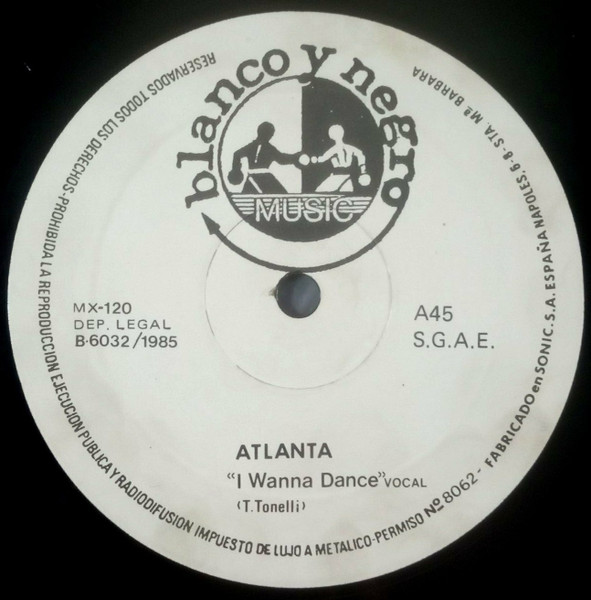 blanco y negro
MUSIC
MX-120
DEP. LEGAL
B-6032/1985
A45
S.G.A.E.
ATLANTA
"I Wanna Dance" VOCAL
(T. Tonelli)
RESERVADOS TODOS LOS DERECHOS-PROHIBIDA LA REPRODUCCION EJECUCION PUBLICA Y RADIODIFUSION IMPUESTO DE LUJO A METALICO-PERMISO Nº 8062- FABRICADO en SONIC. S.A. ESPAÑA NAPOLES, 6-8-STA. Mª BARBARA